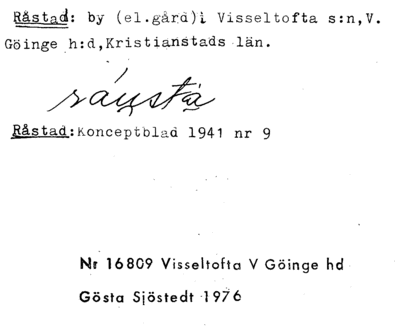 Råstad: by (el.gård)i Visseltofta s:n,V.
Göinge h:d,Kristianstads län.
råusta
Råstad:Konceptblad 1941 nr 9
Nr 16809 Visseltofta V Göinge hd
Gösta Sjöstedt 1976